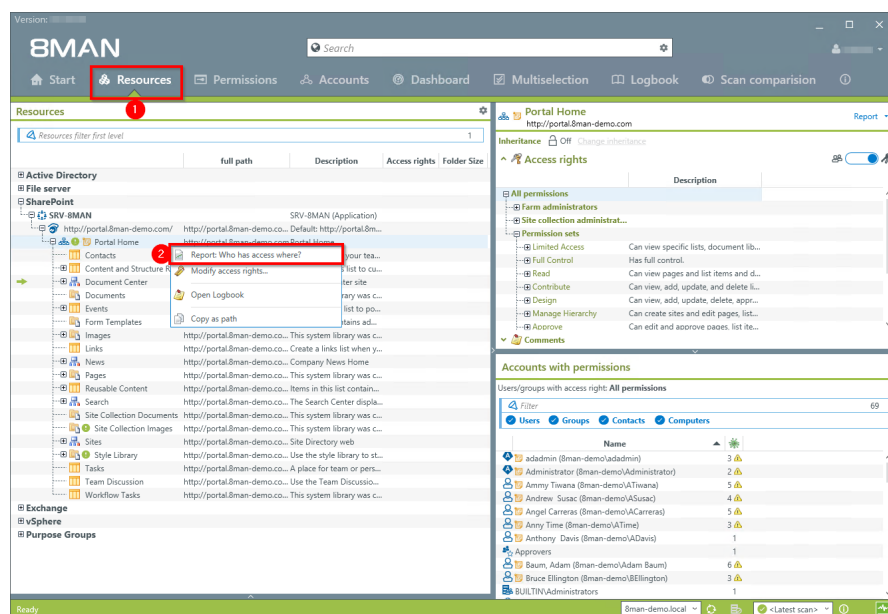 Version:
8MAN
Search
Start Resources Permissions Accounts Dashboard Multiselection Logbook Scan comparision
1
Resources
Resources filter first level 1
full path Description Access rights Folder Size
Active Directory
File server
SharePoint
SRV-8MAN SRV-8MAN (Application)
http://portal.8man-demo.com/ http://portal.8man-demo.co... Default: http://portal.8m...
Portal Home http://portal.8man-demo.com Portal Home
2
Report: Who has access where?
Modify access rights...
Open Logbook
Copy as path
Contacts your tea...
Content and Structure R list to cu...
Document Center ter site
Documents rary was c...
Events list to po...
Form Templates tains ad...
Images http://portal.8man-demo.co... This system library was c...
Links http://portal.8man-demo.co... Create a links list when y...
News http://portal.8man-demo.co... Company News Home
Pages http://portal.8man-demo.co... This system library was c...
Reusable Content http://portal.8man-demo.co... Items in this list contain...
Search http://portal.8man-demo.co... The Search Center displa...
Site Collection Documents http://portal.8man-demo.co... This system library was c...
Site Collection Images http://portal.8man-demo.co... This system library was c...
Sites http://portal.8man-demo.co... Site Directory web
Style Library http://portal.8man-demo.co... Use the style library to st...
Tasks http://portal.8man-demo.co... A place for team or pers...
Team Discussion http://portal.8man-demo.co... Use the Team Discussio...
Workflow Tasks http://portal.8man-demo.co... This system library was c...
Exchange
vSphere
Purpose Groups
Portal Home
http://portal.8man-demo.com
Report
Inheritance Off Change inheritance
Access rights
Description
All permissions
Farm administrators
Site collection administrat...
Permission sets
Limited Access Can view specific lists, document lib...
Full Control Has full control.
Read Can view pages and list items and d...
Contribute Can view, add, update, and delete li...
Design Can view, add, update, delete, appr...
Manage Hierarchy Can create sites and edit pages, list...
Approve Can edit and approve pages, list ite...
Comments
Accounts with permissions
Users/groups with access right: All permissions
Filter 69
Users Groups Contacts Computers
Name
adadmin (8man-demo\adadmin) 3
Administrator (8man-demo\Administrator) 2
Ammy Tiwana (8man-demo\ATiwana) 5
Andrew Susac (8man-demo\ASusac) 4
Angel Carreras (8man-demo\ACarreras) 5
Anny Time (8man-demo\ATime) 3
Anthony Davis (8man-demo\ADavis) 1
Approvers 1
Baum, Adam (8man-demo\Adam Baum) 6
Bruce Ellington (8man-demo\BEllington) 3
BUILTIN\Administrators 1
Ready
8man-demo.local <Latest scan>